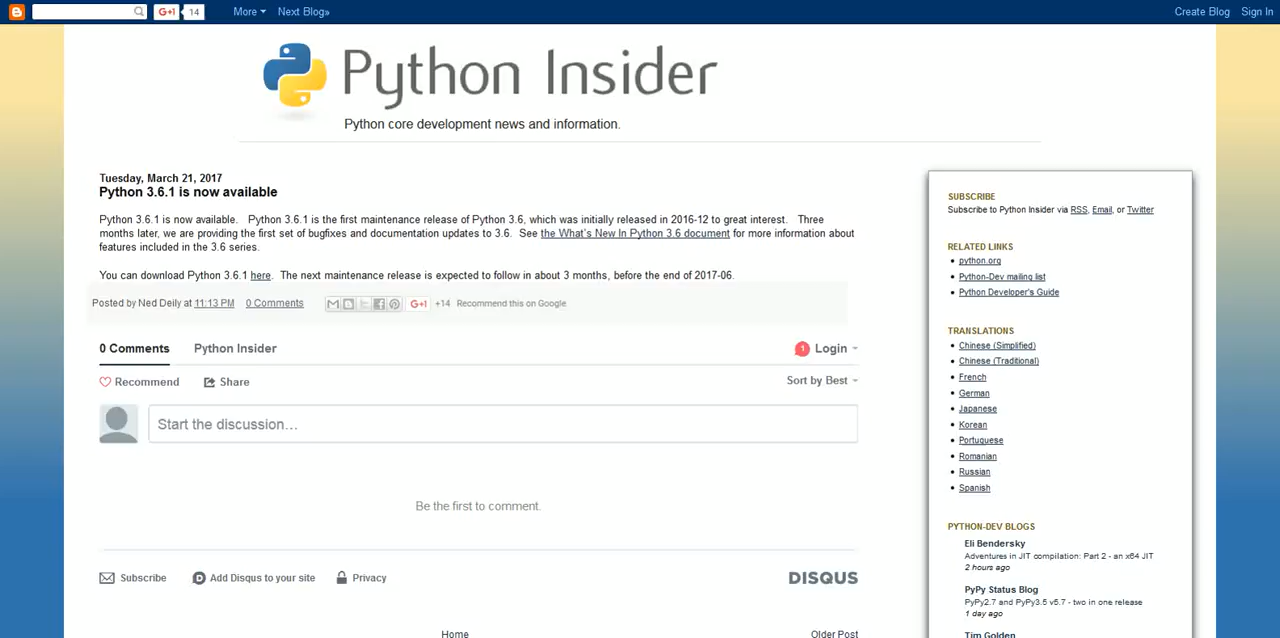 G+1 14 More Next Blog» Create Blog Sign In
Python Insider
Python core development news and information.
Tuesday, March 21, 2017
Python 3.6.1 is now available
Python 3.6.1 is now available. Python 3.6.1 is the first maintenance release of Python 3.6, which was initially released in 2016-12 to great interest. Three
months later, we are providing the first set of bugfixes and documentation updates to 3.6. See the What's New In Python 3.6 document for more information about
features included in the 3.6 series.
You can download Python 3.6.1 here. The next maintenance release is expected to follow in about 3 months, before the end of 2017-06.
Posted by Ned Deily at 11:13 PM 0 Comments G+1 +14 Recommend this on Google
0 Comments Python Insider 1 Login
Recommend Share Sort by Best
Start the discussion…
Be the first to comment.
Subscribe Add Disqus to your site Privacy DISQUS
Home Older Post
SUBSCRIBE
Subscribe to Python Insider via RSS, Email, or Twitter
RELATED LINKS
python.org
Python-Dev mailing list
Python Developer's Guide
TRANSLATIONS
Chinese (Simplified)
Chinese (Traditional)
French
German
Japanese
Korean
Portuguese
Romanian
Russian
Spanish
PYTHON-DEV BLOGS
Eli Bendersky
Adventures in JIT compilation: Part 2 - an x64 JIT
2 hours ago
PyPy Status Blog
PyPy2.7 and PyPy3.5 v5.7 - two in one release
1 day ago
Tim Golden